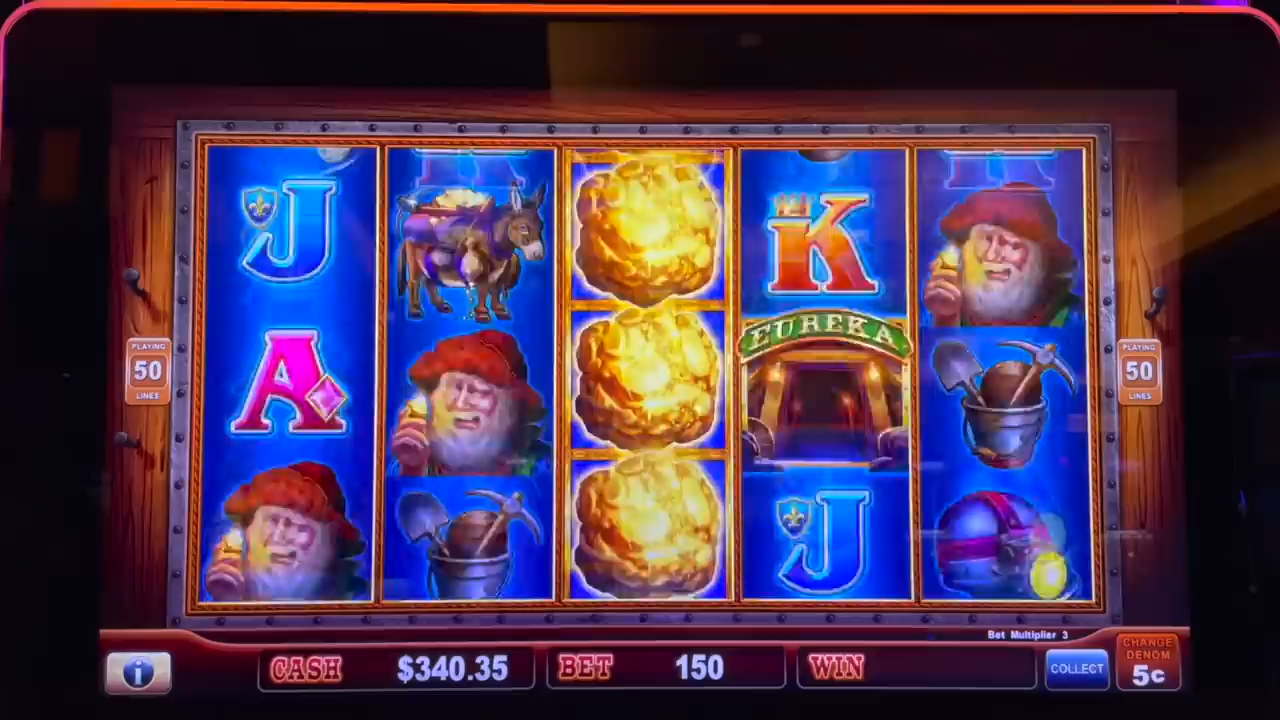 J
K
EUREKA
A
J
PLAYING
50
LINES
PLAYING
50
LINES
Bet Multiplier 3
i
CASH $340.35
BET 150
WIN
COLLECT
CHANGE
DENOM
5¢